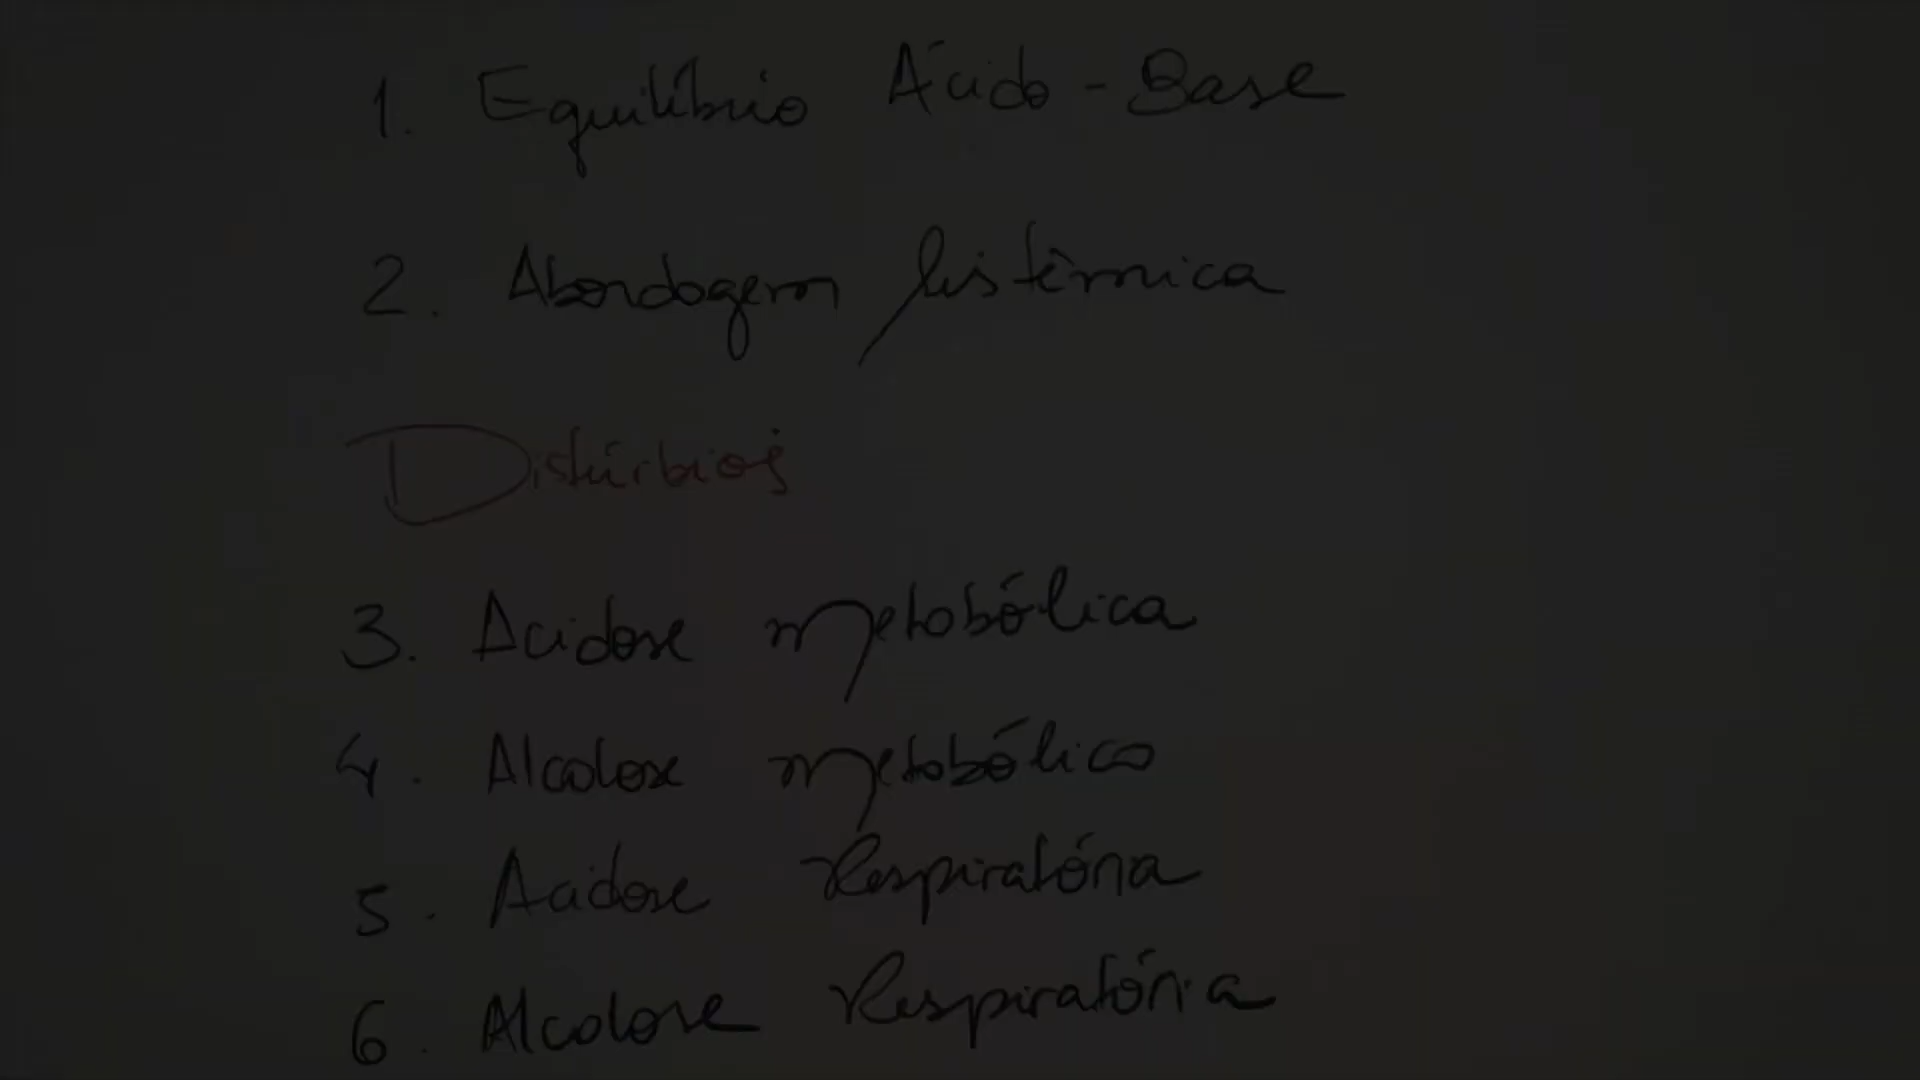 1. Equilíbrio Ácido-Base
2. Abordagem Sistêmica
Distúrbios
3. Acidose metabólica
4. Alcalose metabólica
5. Acidose Respiratória
6. Alcalose Respiratória